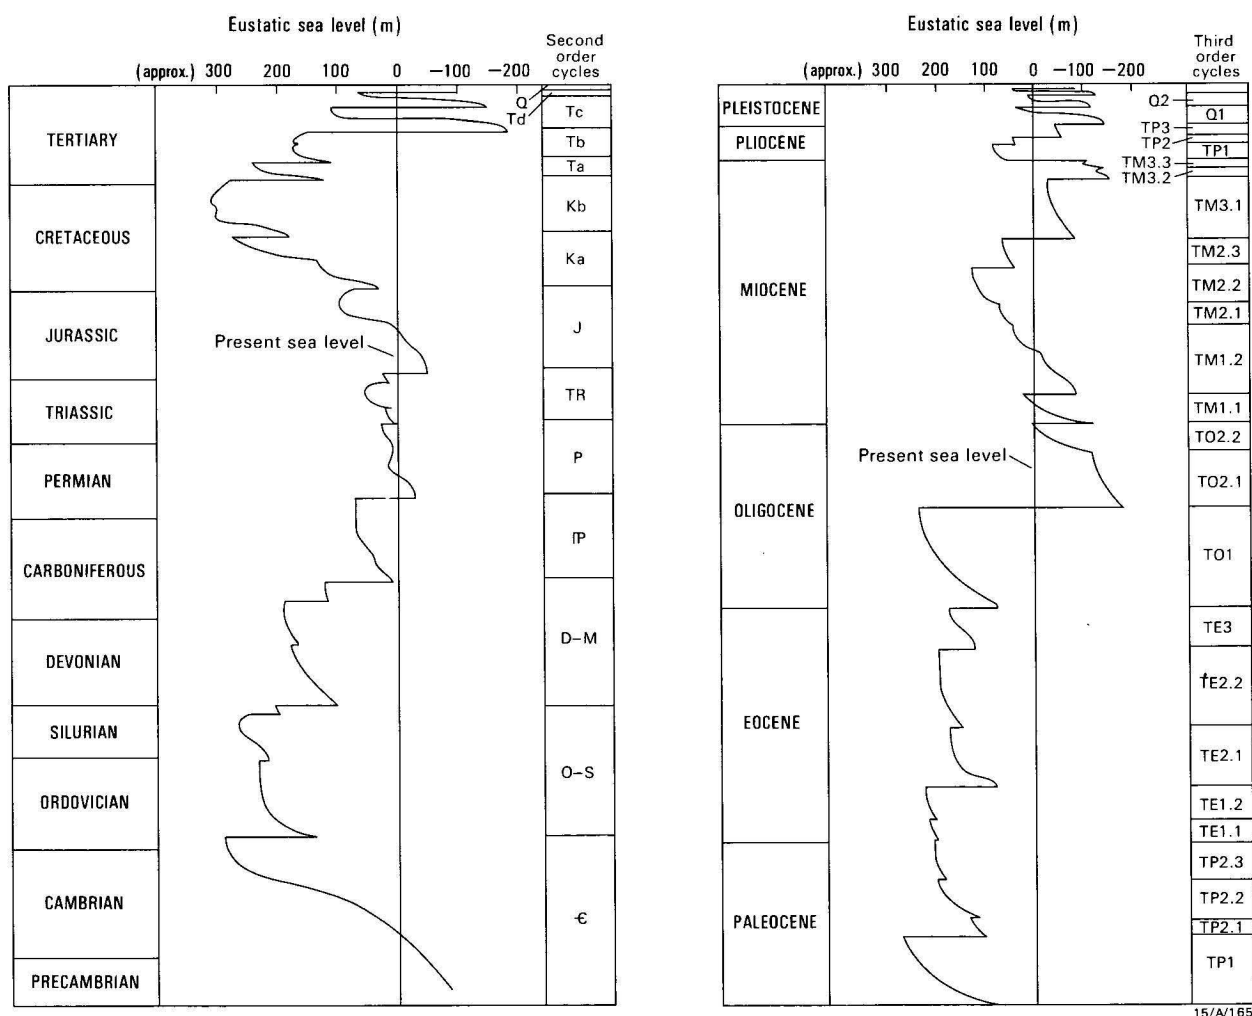 Eustatic sea level (m)
(approx.) 300 200 100 0 −100 −200
Second
order
cycles
TERTIARY
CRETACEOUS
JURASSIC
TRIASSIC
PERMIAN
CARBONIFEROUS
DEVONIAN
SILURIAN
ORDOVICIAN
CAMBRIAN
PRECAMBRIAN
Present sea level
Q
Td
Tc
Tb
Ta
Kb
Ka
J
TR
P
ꟼP
D–M
O–S
-Є
Eustatic sea level (m)
(approx.) 300 200 100 0 −100 −200
Third
order
cycles
PLEISTOCENE
PLIOCENE
MIOCENE
OLIGOCENE
EOCENE
PALEOCENE
Present sea level
Q2
Q1
TP3
TP2
TP1
TM3.3
TM3.2
TM3.1
TM2.3
TM2.2
TM2.1
TM1.2
TM1.1
TO2.2
TO2.1
TO1
TE3
TE2.2
TE2.1
TE1.2
TE1.1
TP2.3
TP2.2
TP2.1
TP1
15/A/165